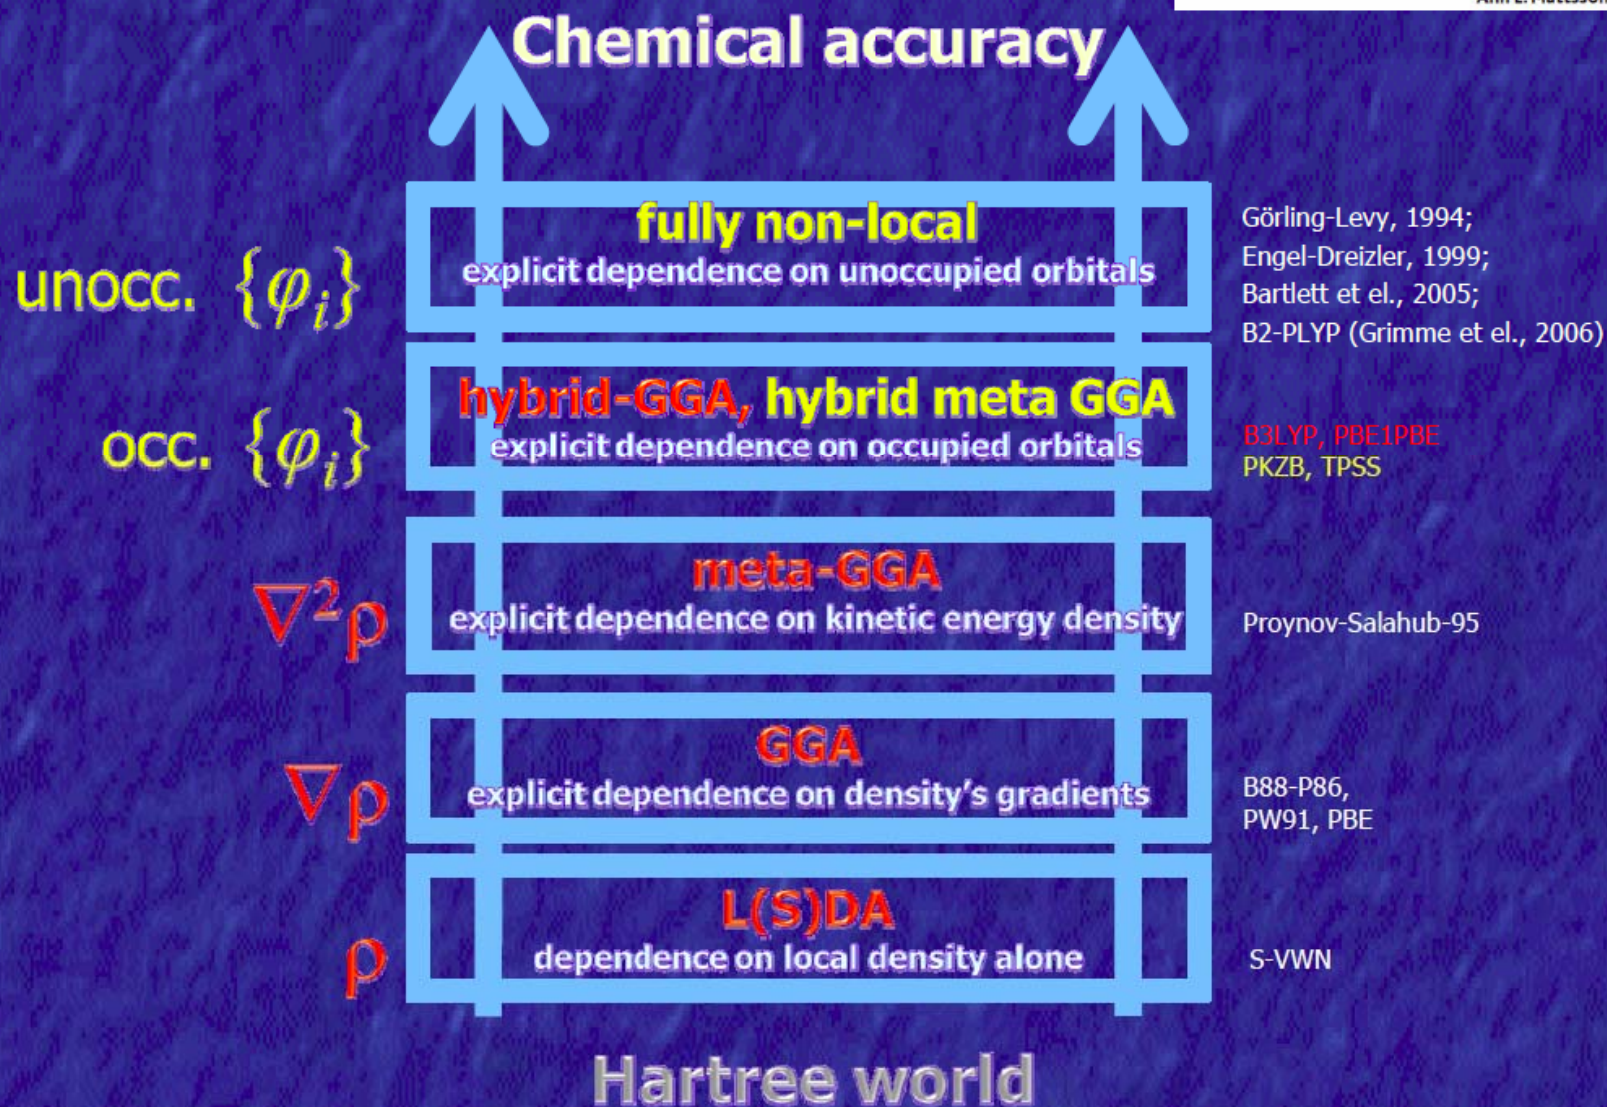 Chemical accuracy
fully non-local
explicit dependence on unoccupied orbitals
unocc. {φᵢ}
Görling-Levy, 1994;
Engel-Dreizler, 1999;
Bartlett et el., 2005;
B2-PLYP (Grimme et el., 2006)
hybrid-GGA, hybrid meta GGA
explicit dependence on occupied orbitals
occ. {φᵢ}
B3LYP, PBE1PBE
PKZB, TPSS
meta-GGA
explicit dependence on kinetic energy density
∇²ρ
Proynov-Salahub-95
GGA
explicit dependence on density's gradients
∇ρ
B88-P86,
PW91, PBE
L(S)DA
dependence on local density alone
ρ
S-VWN
Hartree world